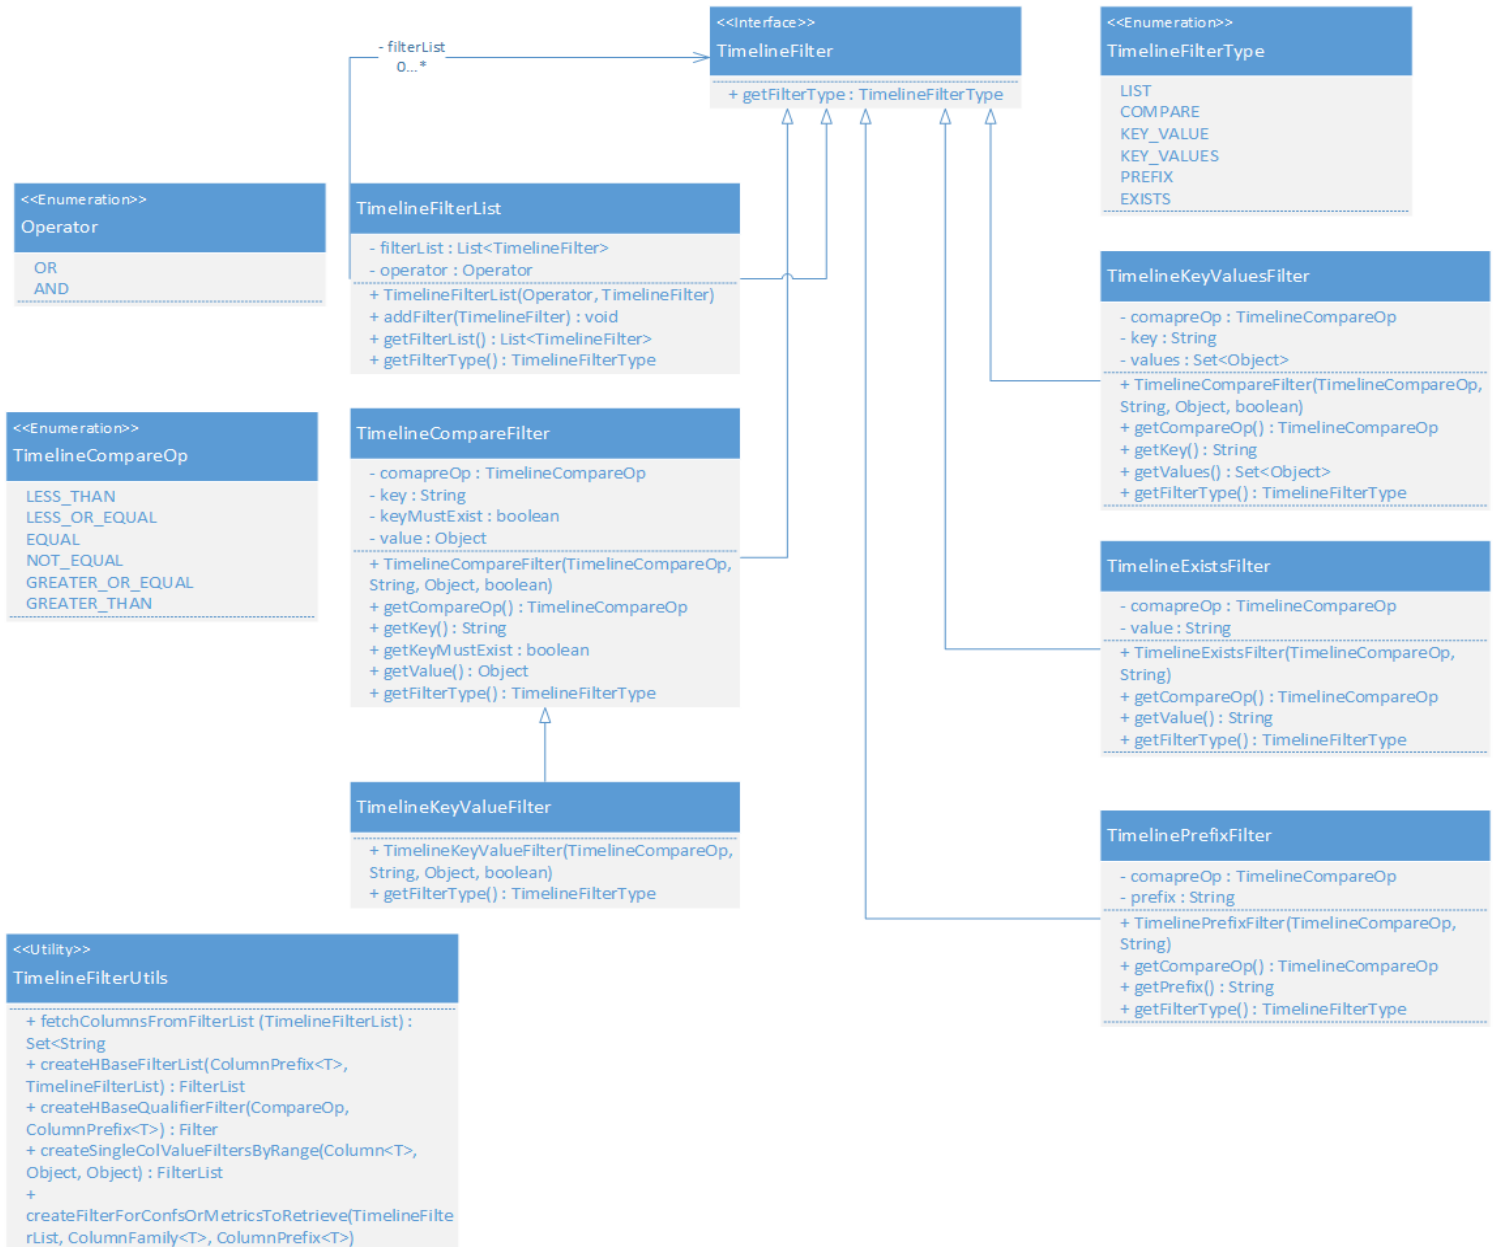 - filterList
0...*
<<Interface>>
TimelineFilter
+ getFilterType : TimelineFilterType
<<Enumeration>>
TimelineFilterType
LIST
COMPARE
KEY_VALUE
KEY_VALUES
PREFIX
EXISTS
<<Enumeration>>
Operator
OR
AND
TimelineFilterList
- filterList : List<TimelineFilter>
- operator : Operator
+ TimelineFilterList(Operator, TimelineFilter)
+ addFilter(TimelineFilter) : void
+ getFilterList() : List<TimelineFilter>
+ getFilterType() : TimelineFilterType
TimelineKeyValuesFilter
- comapreOp : TimelineCompareOp
- key : String
- values : Set<Object>
+ TimelineCompareFilter(TimelineCompareOp,
String, Object, boolean)
+ getCompareOp() : TimelineCompareOp
+ getKey() : String
+ getValues() : Set<Object>
+ getFilterType() : TimelineFilterType
<<Enumeration>>
TimelineCompareOp
LESS_THAN
LESS_OR_EQUAL
EQUAL
NOT_EQUAL
GREATER_OR_EQUAL
GREATER_THAN
TimelineCompareFilter
- comapreOp : TimelineCompareOp
- key : String
- keyMustExist : boolean
- value : Object
+ TimelineCompareFilter(TimelineCompareOp,
String, Object, boolean)
+ getCompareOp() : TimelineCompareOp
+ getKey() : String
+ getKeyMustExist : boolean
+ getValue() : Object
+ getFilterType() : TimelineFilterType
TimelineExistsFilter
- comapreOp : TimelineCompareOp
- value : String
+ TimelineExistsFilter(TimelineCompareOp,
String)
+ getCompareOp() : TimelineCompareOp
+ getValue() : String
+ getFilterType() : TimelineFilterType
TimelineKeyValueFilter
+ TimelineKeyValueFilter(TimelineCompareOp,
String, Object, boolean)
+ getFilterType() : TimelineFilterType
TimelinePrefixFilter
- comapreOp : TimelineCompareOp
- prefix : String
+ TimelinePrefixFilter(TimelineCompareOp,
String)
+ getCompareOp() : TimelineCompareOp
+ getPrefix() : String
+ getFilterType() : TimelineFilterType
<<Utility>>
TimelineFilterUtils
+ fetchColumnsFromFilterList (TimelineFilterList) :
Set<String
+ createHBaseFilterList(ColumnPrefix<T>,
TimelineFilterList) : FilterList
+ createHBaseQualifierFilter(CompareOp,
ColumnPrefix<T>) : Filter
+ createSingleColValueFiltersByRange(Column<T>,
Object, Object) : FilterList
+
createFilterForConfsOrMetricsToRetrieve(TimelineFilte
rList, ColumnFamily<T>, ColumnPrefix<T>)